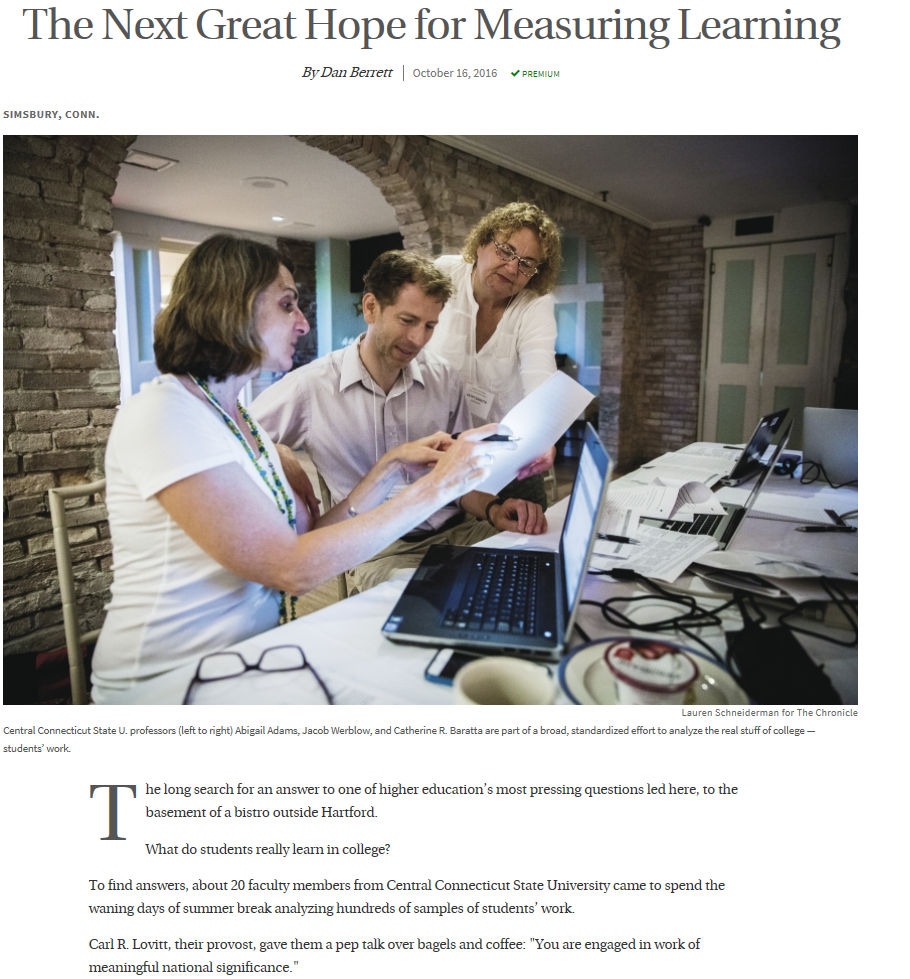 The Next Great Hope for Measuring Learning
By Dan Berrett | October 16, 2016 ✔ PREMIUM
SIMSBURY, CONN.
Lauren Schneiderman for The Chronicle
Central Connecticut State U. professors (left to right) Abigail Adams, Jacob Werblow, and Catherine R. Baratta are part of a broad, standardized effort to analyze the real stuff of college —
students’ work.
The long search for an answer to one of higher education’s most pressing questions led here, to the
basement of a bistro outside Hartford.
What do students really learn in college?
To find answers, about 20 faculty members from Central Connecticut State University came to spend the
waning days of summer break analyzing hundreds of samples of students’ work.
Carl R. Lovitt, their provost, gave them a pep talk over bagels and coffee: "You are engaged in work of
meaningful national significance."